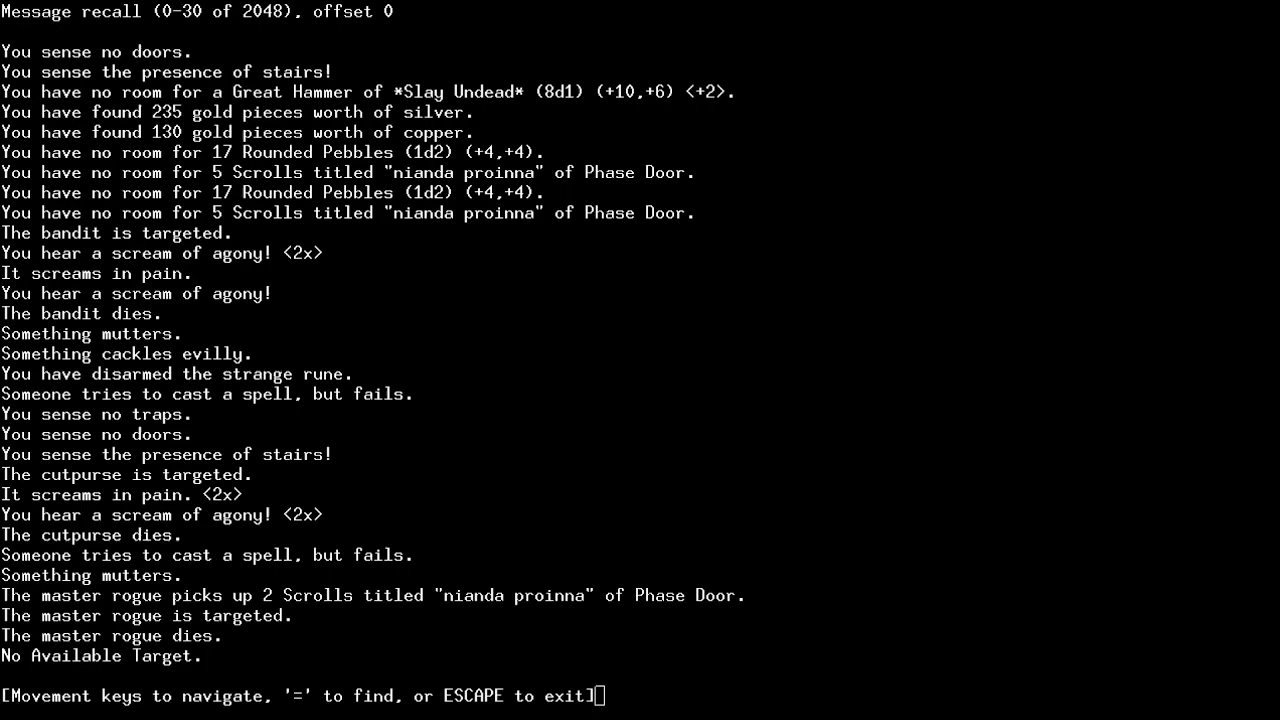 Message recall (0-30 of 2048), offset 0
You sense no doors.
You sense the presence of stairs!
You have no room for a Great Hammer of *Slay Undead* (8d1) (+10,+6) <+2>.
You have found 235 gold pieces worth of silver.
You have found 130 gold pieces worth of copper.
You have no room for 17 Rounded Pebbles (1d2) (+4,+4).
You have no room for 5 Scrolls titled "nianda proinna" of Phase Door.
You have no room for 17 Rounded Pebbles (1d2) (+4,+4).
You have no room for 5 Scrolls titled "nianda proinna" of Phase Door.
The bandit is targeted.
You hear a scream of agony! <2x>
It screams in pain.
You hear a scream of agony!
The bandit dies.
Something mutters.
Something cackles evilly.
You have disarmed the strange rune.
Someone tries to cast a spell, but fails.
You sense no traps.
You sense no doors.
You sense the presence of stairs!
The cutpurse is targeted.
It screams in pain. <2x>
You hear a scream of agony! <2x>
The cutpurse dies.
Someone tries to cast a spell, but fails.
Something mutters.
The master rogue picks up 2 Scrolls titled "nianda proinna" of Phase Door.
The master rogue is targeted.
The master rogue dies.
No Available Target.
[Movement keys to navigate, '=' to find, or ESCAPE to exit]